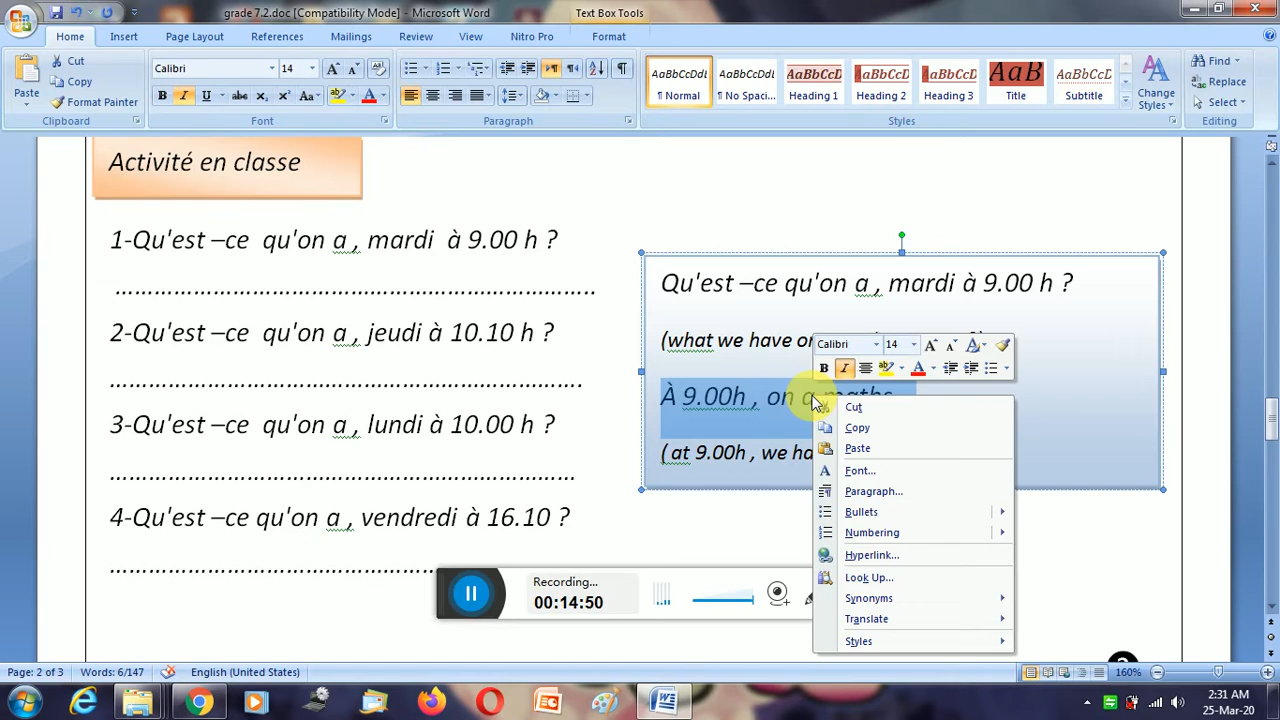 grade 7.2.doc [Compatibility Mode] - Microsoft Word
Text Box Tools
Home
Insert
Page Layout
References
Mailings
Review
View
Nitro Pro
Format
Paste
Cut
Copy
Format Painter
Clipboard
Calibri
14
Font
Paragraph
AaBbCcDdI
¶ Normal
AaBbCcDdI
¶ No Spaci...
AaBbCcD
Heading 1
AaBbCcD
Heading 2
AaBbCcD
Heading 3
AaB
Title
AaBbCcDd
Subtitle
Change
Styles
Styles
Find
Replace
Select
Editing
Activité en classe
1-Qu'est –ce qu'on a , mardi à 9.00 h ?
2-Qu'est –ce qu'on a , jeudi à 10.10 h ?
3-Qu'est –ce qu'on a , lundi à 10.00 h ?
4-Qu'est –ce qu'on a , vendredi à 16.10 ?
Qu'est –ce qu'on a , mardi à 9.00 h ?
(what we have
À 9.00h , on a maths
( at 9.00h , we ha
Calibri
14
Cut
Copy
Paste
Font...
Paragraph...
Bullets
Numbering
Hyperlink...
Look Up...
Synonyms
Translate
Styles
Recording...
00:14:50
Page: 2 of 3
Words: 6/147
English (United States)
160%
2:31 AM
25-Mar-20